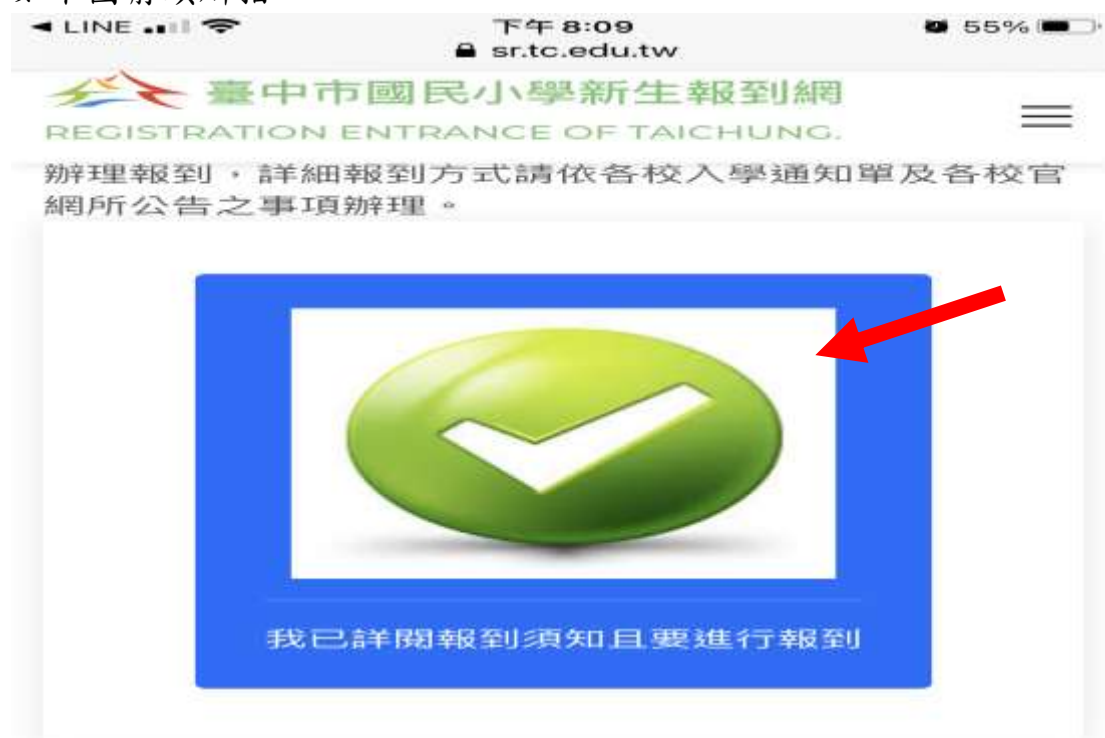 ◄ LINE 下午 8:09 55%
sr.tc.edu.tw
臺中市國民小學新生報到網
REGISTRATION ENTRANCE OF TAICHUNG.
辦理報到，詳細報到方式請依各校入學通知單及各校官
網所公告之事項辦理。
我已詳閱報到須知且要進行報到